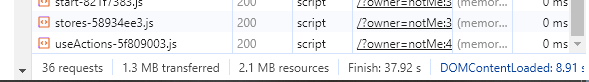 start-821f7383.js 200 script /?owner=notMe:3 (memor... 0 ms
stores-58934ee3.js 200 script /?owner=notMe:3 (memor... 0 ms
useActions-5f809003.js 200 script /?owner=notMe:4 (memor... 0 ms
36 requests 1.3 MB transferred 2.1 MB resources Finish: 37.92 s DOMContentLoaded: 8.91 s